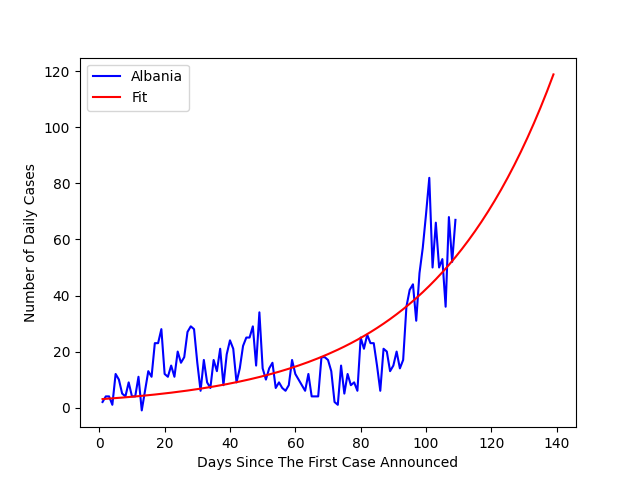 Albania
Fit
120
100
80
60
40
20
0
Number of Daily Cases
0 20 40 60 80 100 120 140
Days Since The First Case Announced